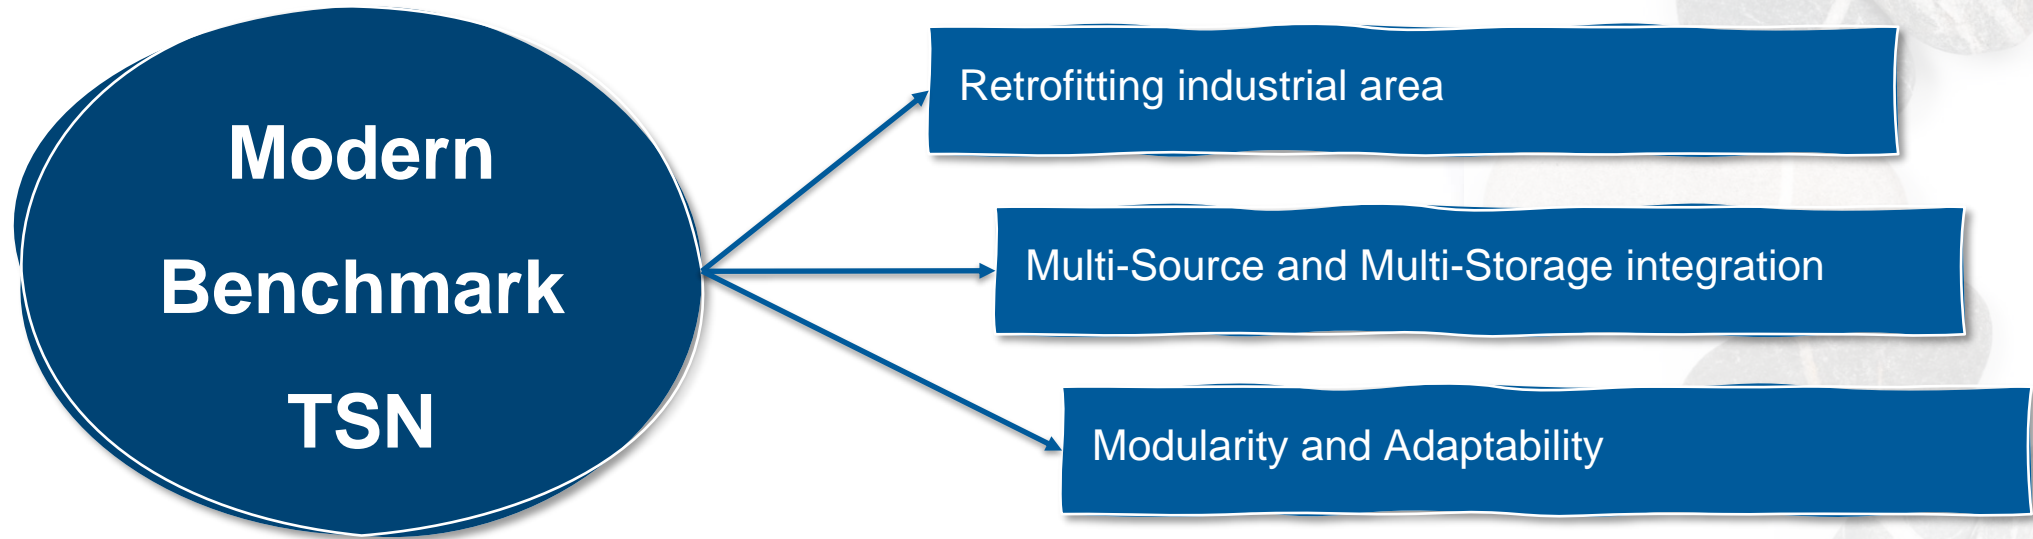 Modern
Benchmark
TSN
Retrofitting industrial area
Multi-Source and Multi-Storage integration
Modularity and Adaptability